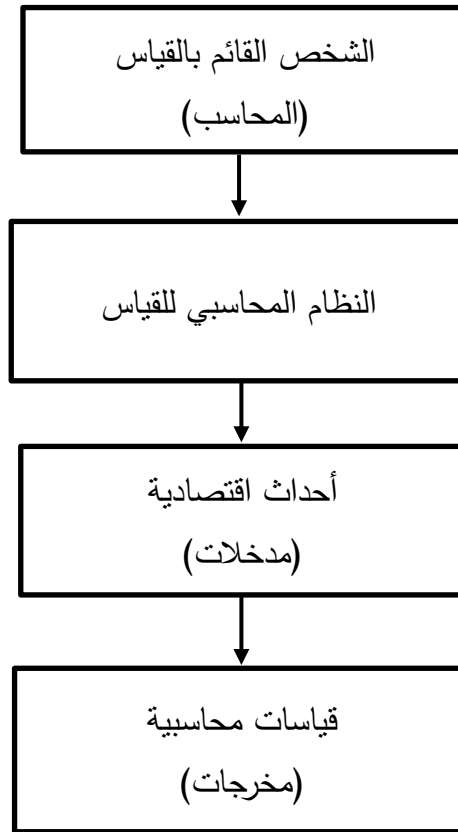 الشخص القائم بالقياس
(المحاسب)
النظام المحاسبي للقياس
أحداث اقتصادية
(مدخلات)
قياسات محاسبية
(مخرجات)